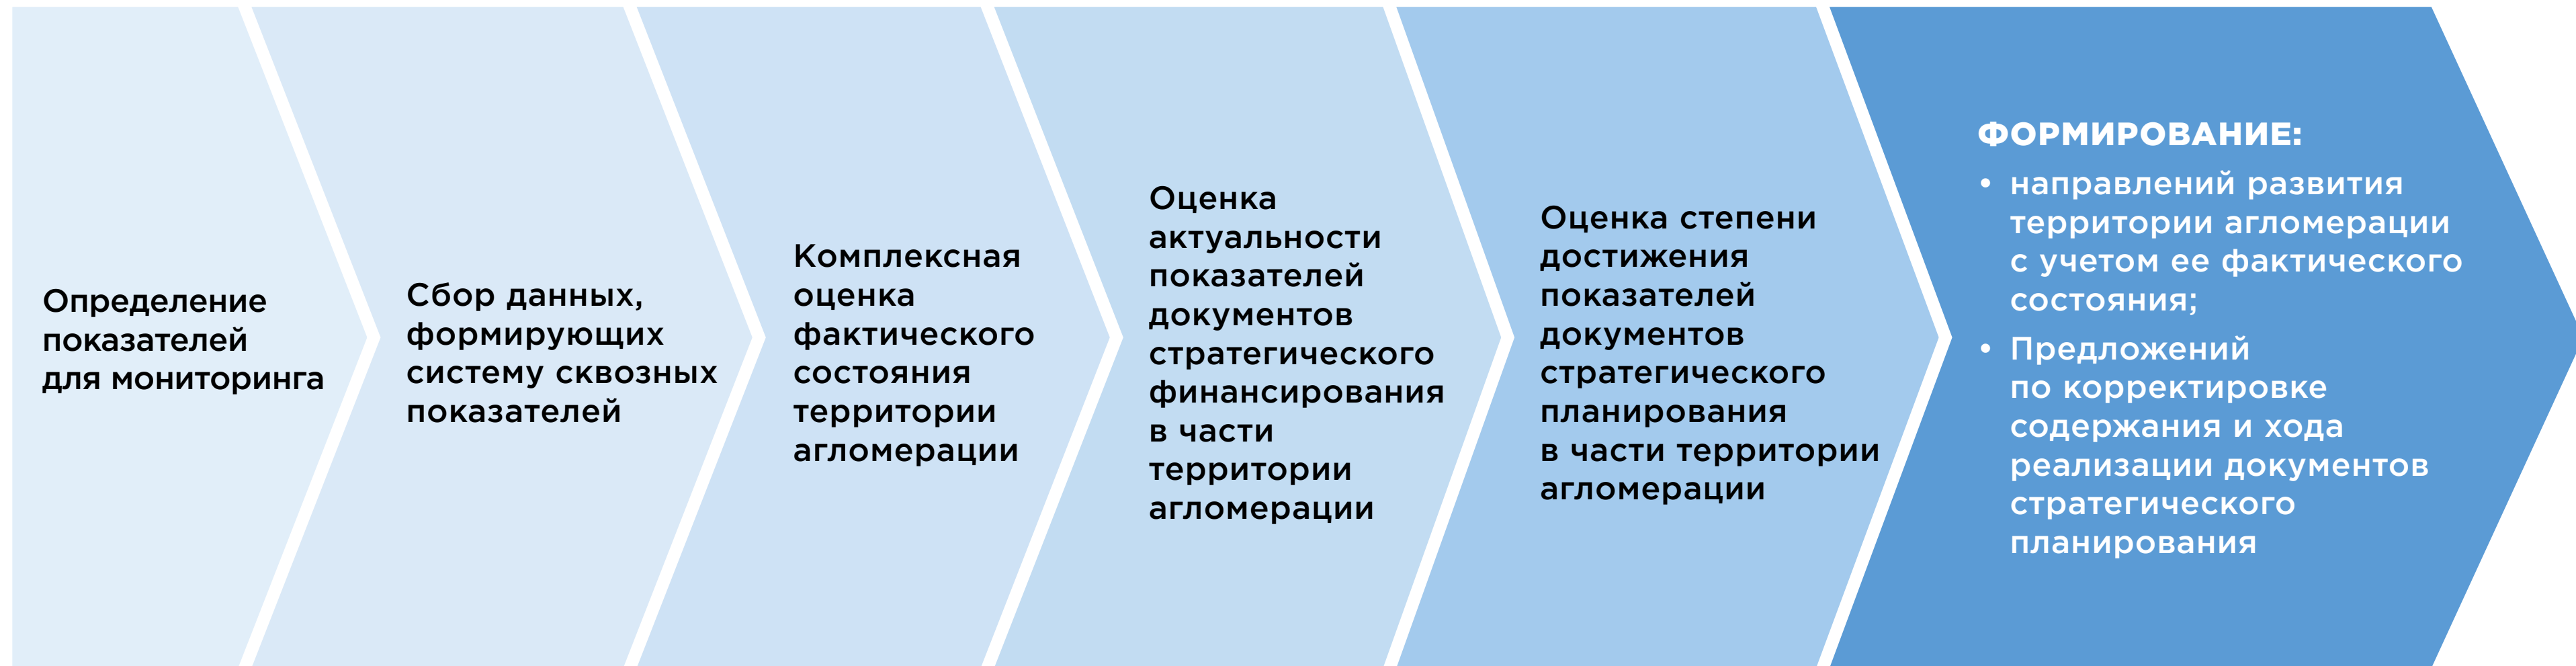 Определение
показателей
для мониторинга
Сбор данных,
формирующих
систему сквозных
показателей
Комплексная
оценка
фактического
состояния
территории
агломерации
Оценка
актуальности
показателей
документов
стратегического
финансирования
в части
территории
агломерации
Оценка степени
достижения
показателей
документов
стратегического
планирования
в части территории
агломерации
ФОРМИРОВАНИЕ:
• направлений развития
территории агломерации
с учетом ее фактического
состояния;
• Предложений
по корректировке
содержания и хода
реализации документов
стратегического
планирования